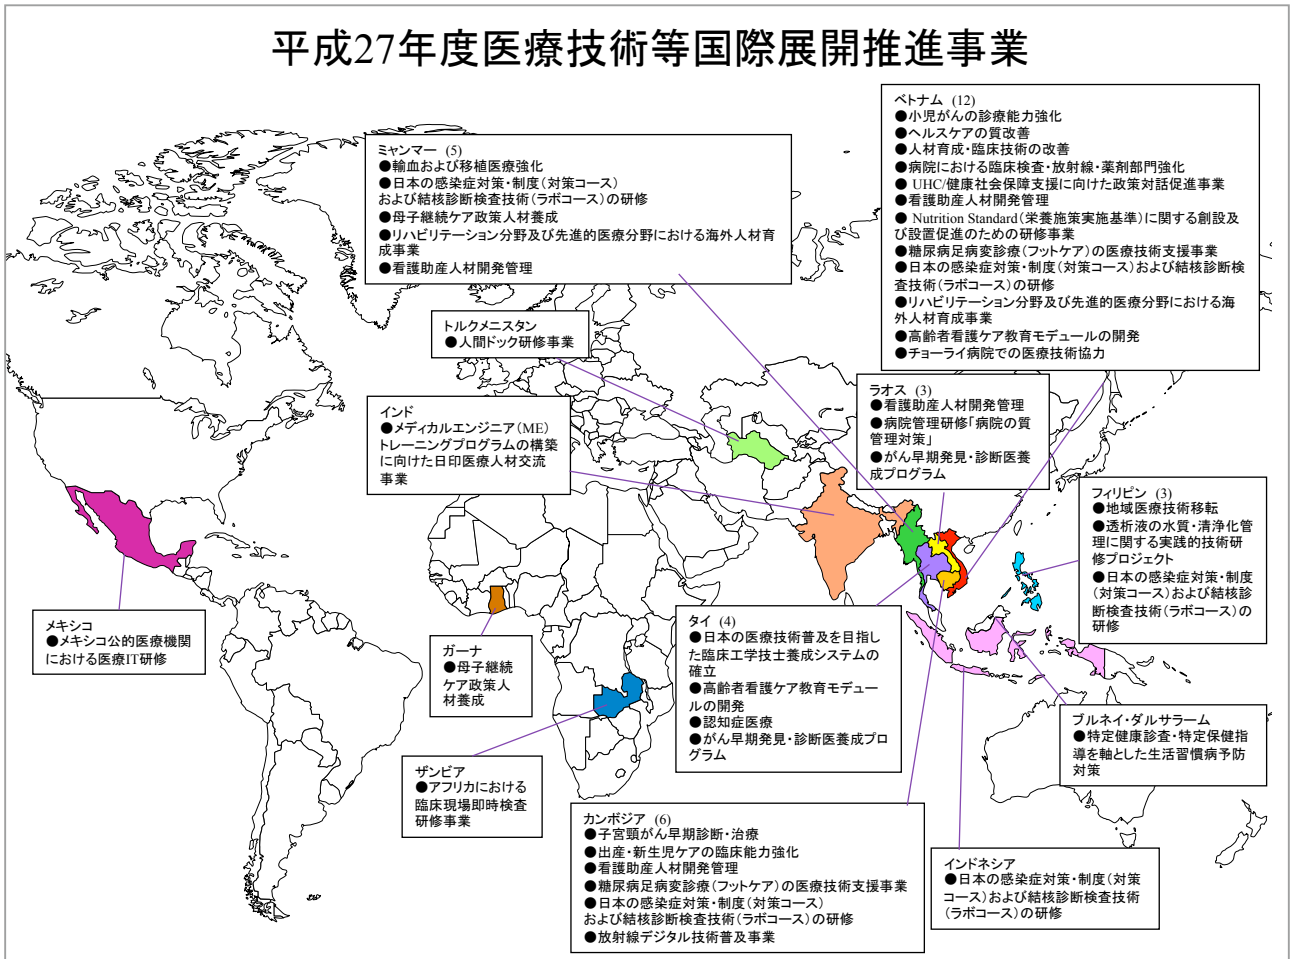 平成27年度医療技術等国際展開推進事業
ベトナム (12)
●小児がんの診療能力強化
●ヘルスケアの質改善
●人材育成・臨床技術の改善
●病院における臨床検査・放射線・薬剤部門強化
● UHC/健康社会保障支援に向けた政策対話促進事業
●看護助産人材開発管理
● Nutrition Standard(栄養施策実施基準)に関する創設及
び設置促進のための研修事業
●糖尿病足病変診療(フットケア)の医療技術支援事業
●日本の感染症対策・制度(対策コース)および結核診断検
査技術(ラボコース)の研修
●リハビリテーション分野及び先進的医療分野における海
外人材育成事業
●高齢者看護ケア教育モデュールの開発
●チョーライ病院での医療技術協力
ミャンマー (5)
●輸血および移植医療強化
●日本の感染症対策・制度(対策コース)
および結核診断検査技術(ラボコース)の研修
●母子継続ケア政策人材養成
●リハビリテーション分野及び先進的医療分野における海外人材育
成事業
●看護助産人材開発管理
トルクメニスタン
●人間ドック研修事業
インド
●メディカルエンジニア(ME)
トレーニングプログラムの構築
に向けた日印医療人材交流
事業
ラオス (3)
●看護助産人材開発管理
●病院管理研修「病院の質
管理対策」
●がん早期発見・診断医養
成プログラム
フィリピン (3)
●地域医療技術移転
●透析液の水質・清浄化管
理に関する実践的技術研
修プロジェクト
●日本の感染症対策・制度
(対策コース)および結核診
断検査技術(ラボコース)の
研修
メキシコ
●メキシコ公的医療機関
における医療IT研修
ガーナ
●母子継続
ケア政策人
材養成
タイ (4)
●日本の医療技術普及を目指し
た臨床工学技士養成システムの
確立
●高齢者看護ケア教育モデュー
ルの開発
●認知症医療
●がん早期発見・診断医養成プロ
グラム
ブルネイ・ダルサラーム
●特定健康診査・特定保健指
導を軸とした生活習慣病予防
対策
ザンビア
●アフリカにおける
臨床現場即時検査
研修事業
カンボジア (6)
●子宮頸がん早期診断・治療
●出産・新生児ケアの臨床能力強化
●看護助産人材開発管理
●糖尿病足病変診療(フットケア)の医療技術支援事業
●日本の感染症対策・制度(対策コース)
および結核診断検査技術(ラボコース)の研修
●放射線デジタル技術普及事業
インドネシア
●日本の感染症対策・制度(対策
コース)および結核診断検査技術
(ラボコース)の研修